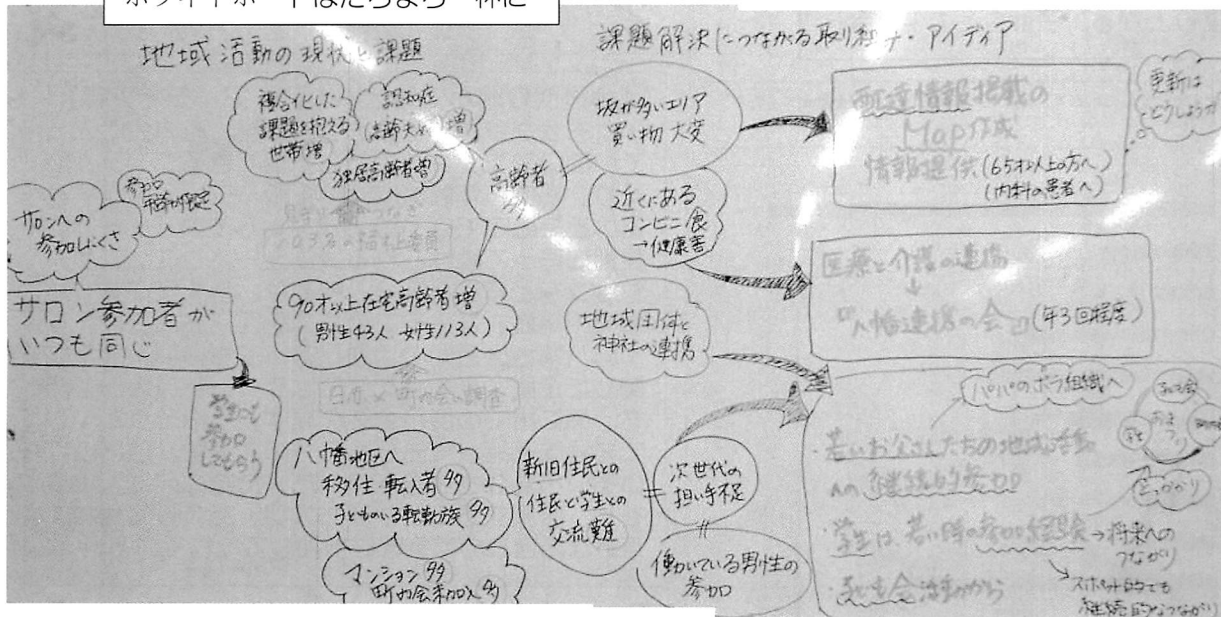 ホワイトボードはたちまち一杯に
地域活動の現状と課題
複合化した
課題を抱える
世帯増
認知症
増
独居高齢者増
高齢者
多
サロンへの
参加しにくさ
参加
サロン参加者が
いつも同じ
学生にも
参加
してもらう
90才以上在宅高齢者増
(男性43人 女性113人)
八幡地区へ
移住・転入者多
子どものいる転勤族多
マンション多
町内会未加入多
新旧住民との
住民と学生との
交流難
次世代の
担い手不足
働いている男性の
参加
坂が多いエリア
買い物大変
近くにある
コンビニ食
→健康害
地域団体と
神社の連携
課題解決につながる取り組み・アイディア
配達情報掲載の
Map作成
情報提供(65才以上の方へ)
(内科の患者へ)
更新は
どうしようか
医療と介護の連携
↓
『八幡連携の会』(年3回程度)
パパのボラ組織へ
・若いお父さんたちの地域活動
への継続的参加
・学生は若い時の参加経験→将来への
つながり
スポット的でも
継続的なつながり
・子ども会活動から